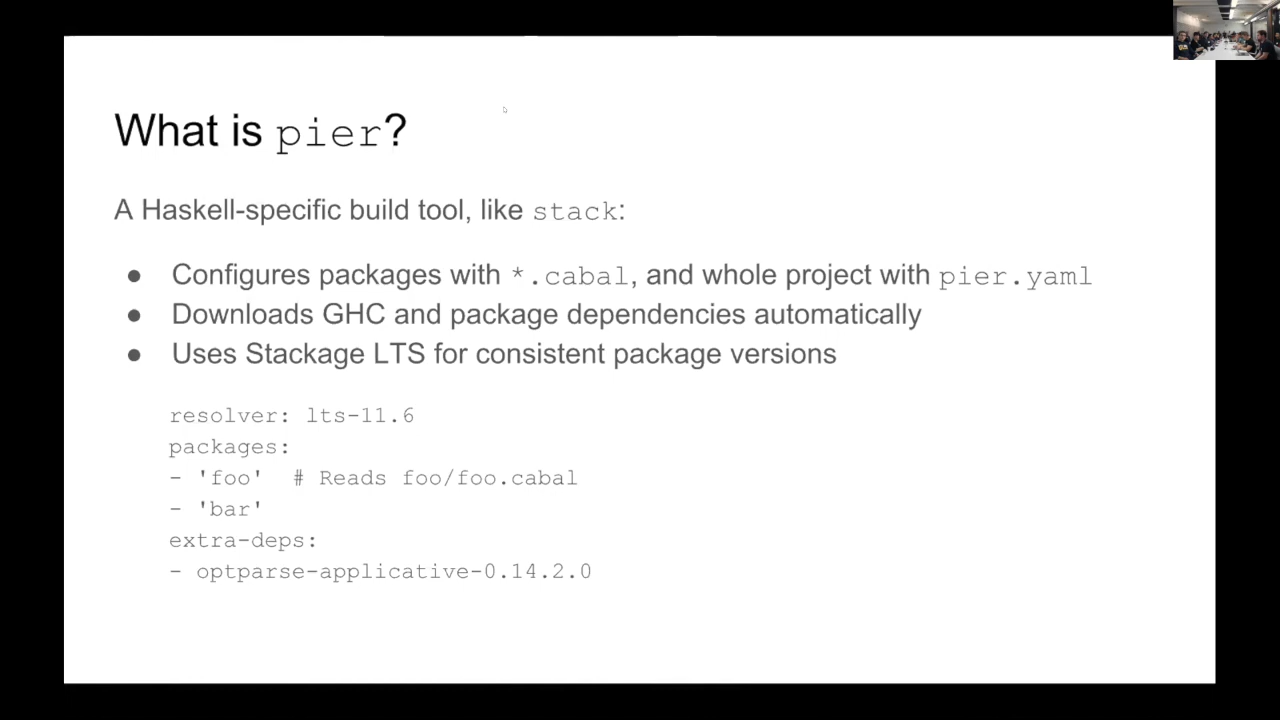 What is pier?
A Haskell-specific build tool, like stack:
● Configures packages with *.cabal, and whole project with pier.yaml
● Downloads GHC and package dependencies automatically
● Uses Stackage LTS for consistent package versions
resolver: lts-11.6
packages:
- 'foo'  # Reads foo/foo.cabal
- 'bar'
extra-deps:
- optparse-applicative-0.14.2.0